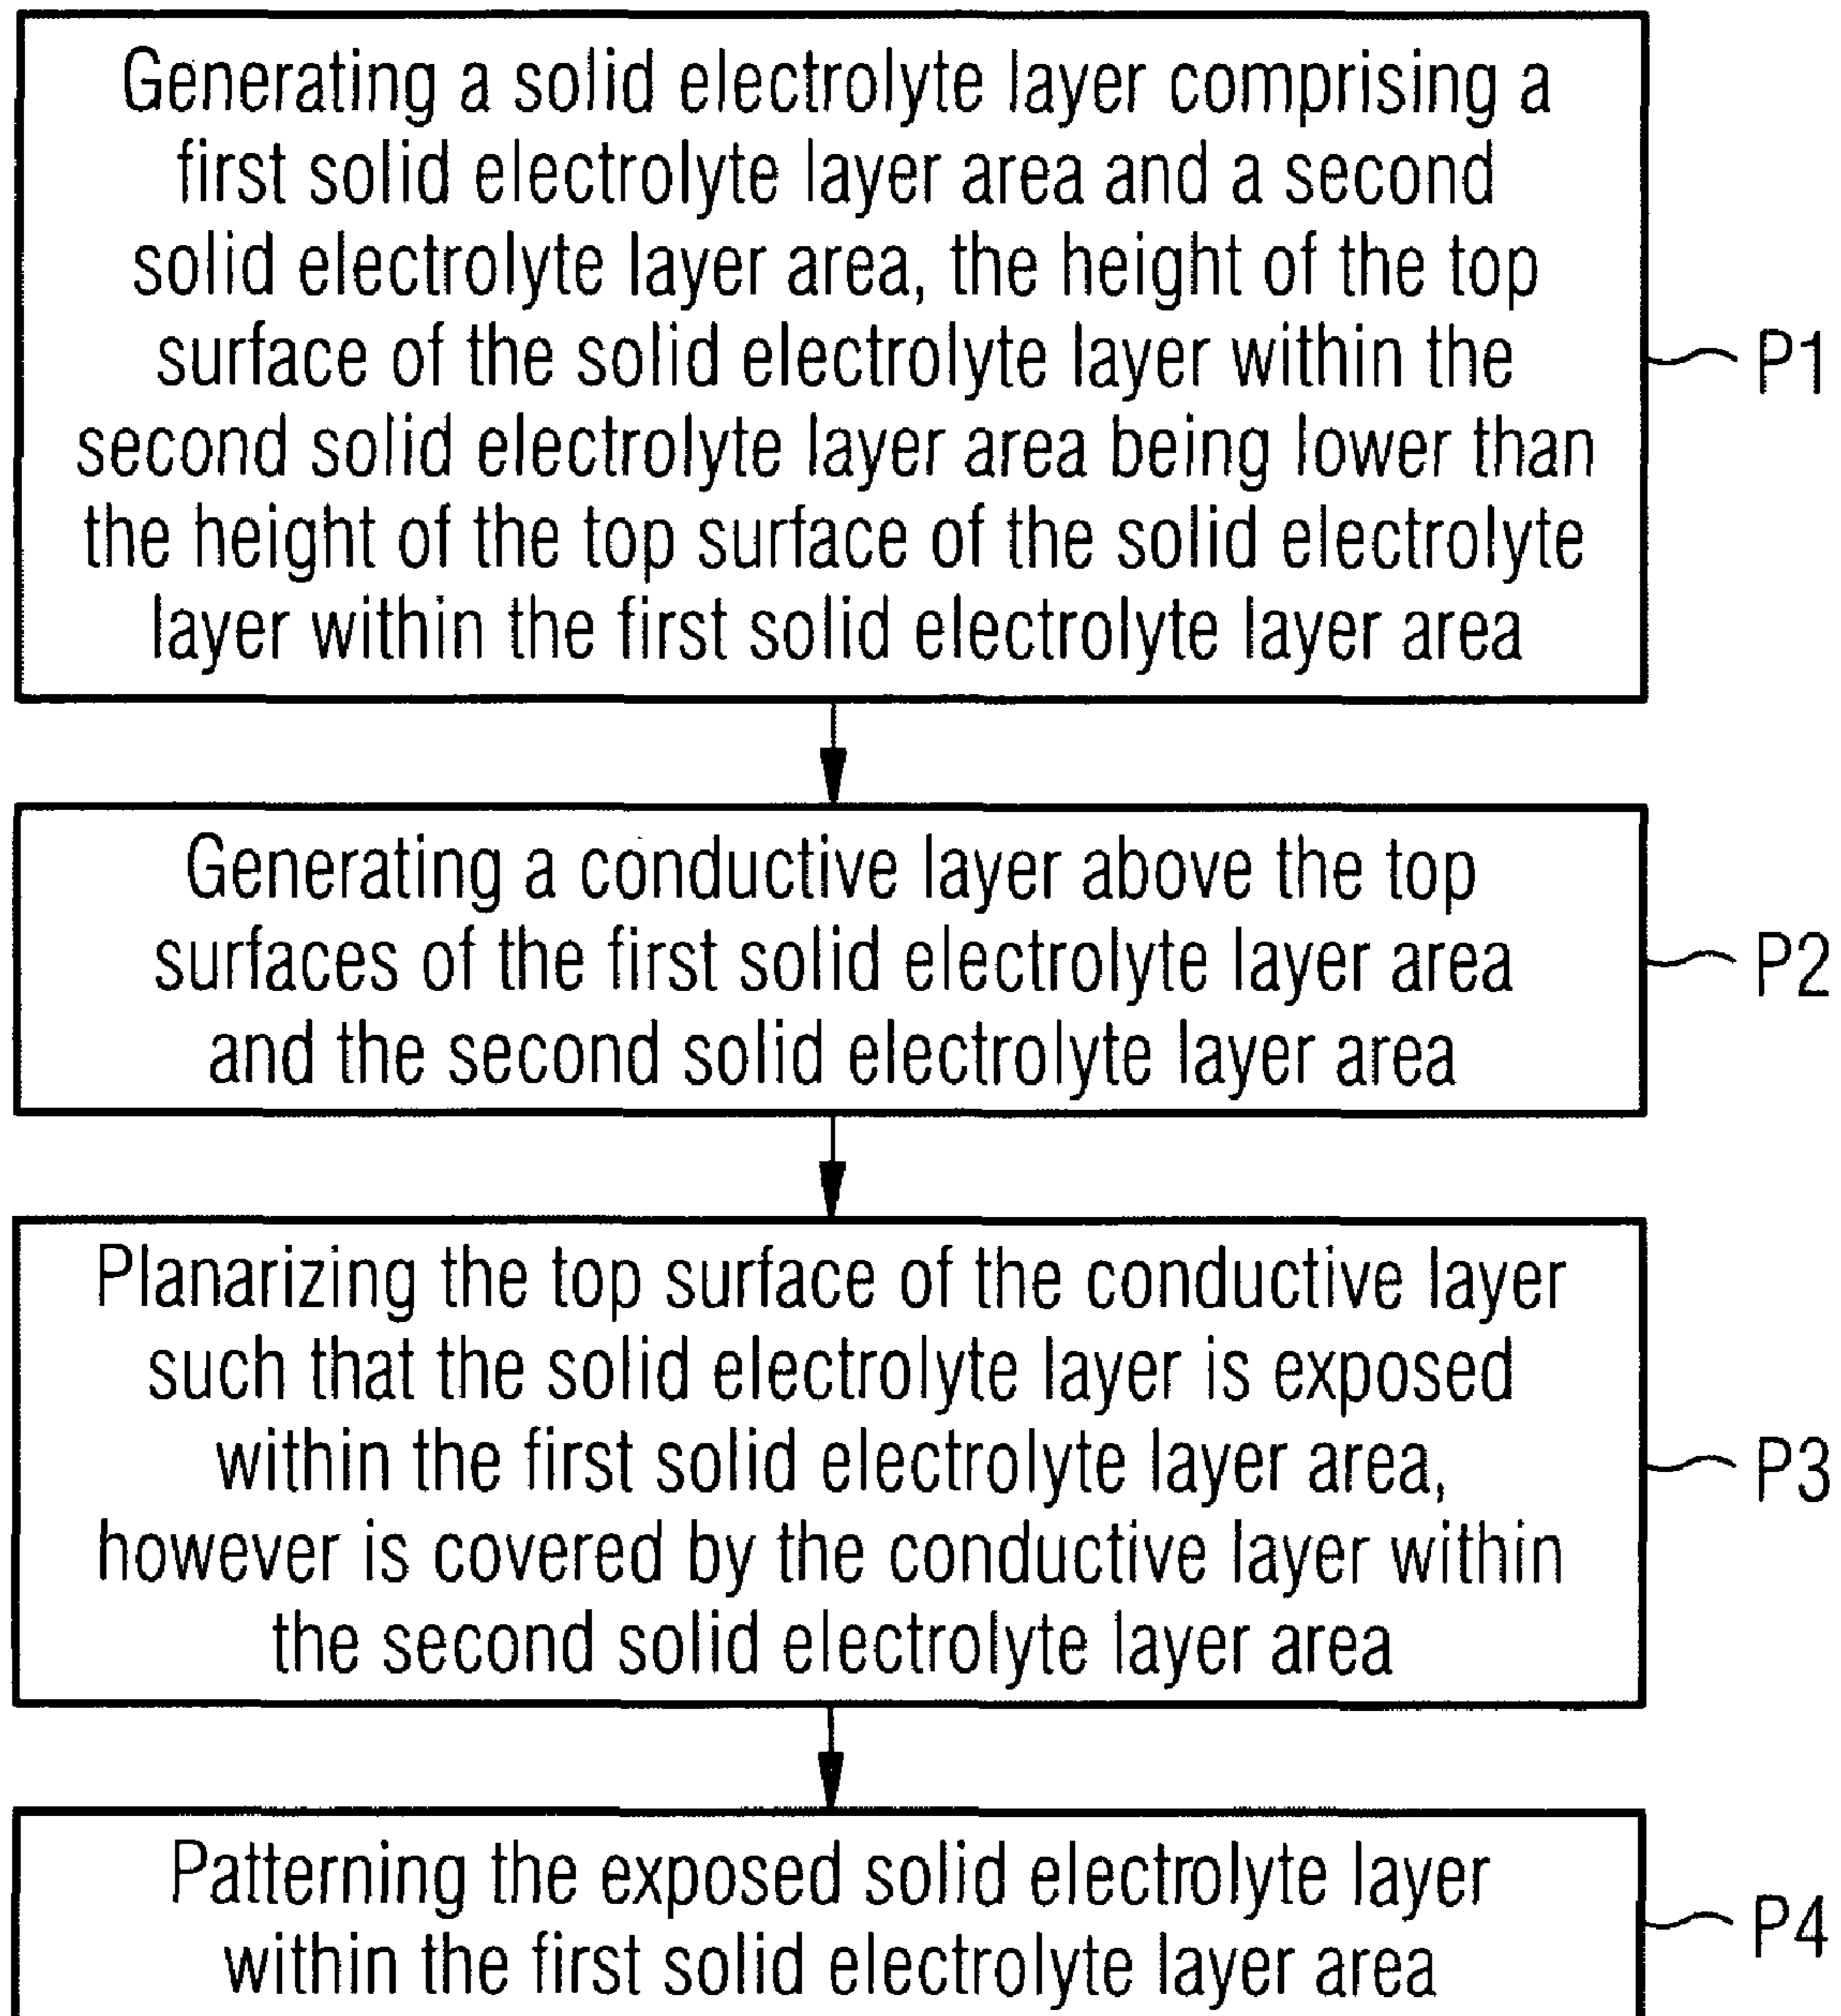 Generating a solid electrolyte layer comprising a
first solid electrolyte layer area and a second
solid electrolyte layer area, the height of the top
surface of the solid electrolyte layer within the
second solid electrolyte layer area being lower than
the height of the top surface of the solid electrolyte
layer within the first solid electrolyte layer area
P1
Generating a conductive layer above the top
surfaces of the first solid electrolyte layer area
and the second solid electrolyte layer area
P2
Planarizing the top surface of the conductive layer
such that the solid electrolyte layer is exposed
within the first solid electrolyte layer area,
however is covered by the conductive layer within
the second solid electrolyte layer area
P3
Patterning the exposed solid electrolyte layer
within the first solid electrolyte layer area
P4